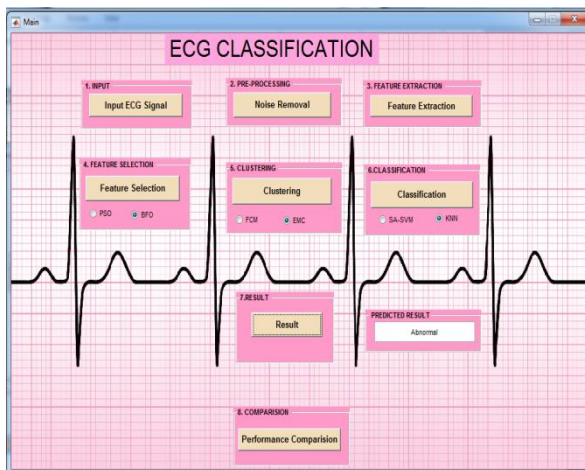 Main
ECG CLASSIFICATION
1. INPUT
Input ECG Signal
2. PRE-PROCESSING
Noise Removal
3. FEATURE EXTRACTION
Feature Extraction
4. FEATURE SELECTION
Feature Selection
PSO BFO
5. CLUSTERING
Clustering
FCM EMC
6.CLASSIFICATION
Classification
SA-SVM KNN
7.RESULT
Result
PREDICTED RESULT
Abnormal
8. COMPARISION
Performance Comparision